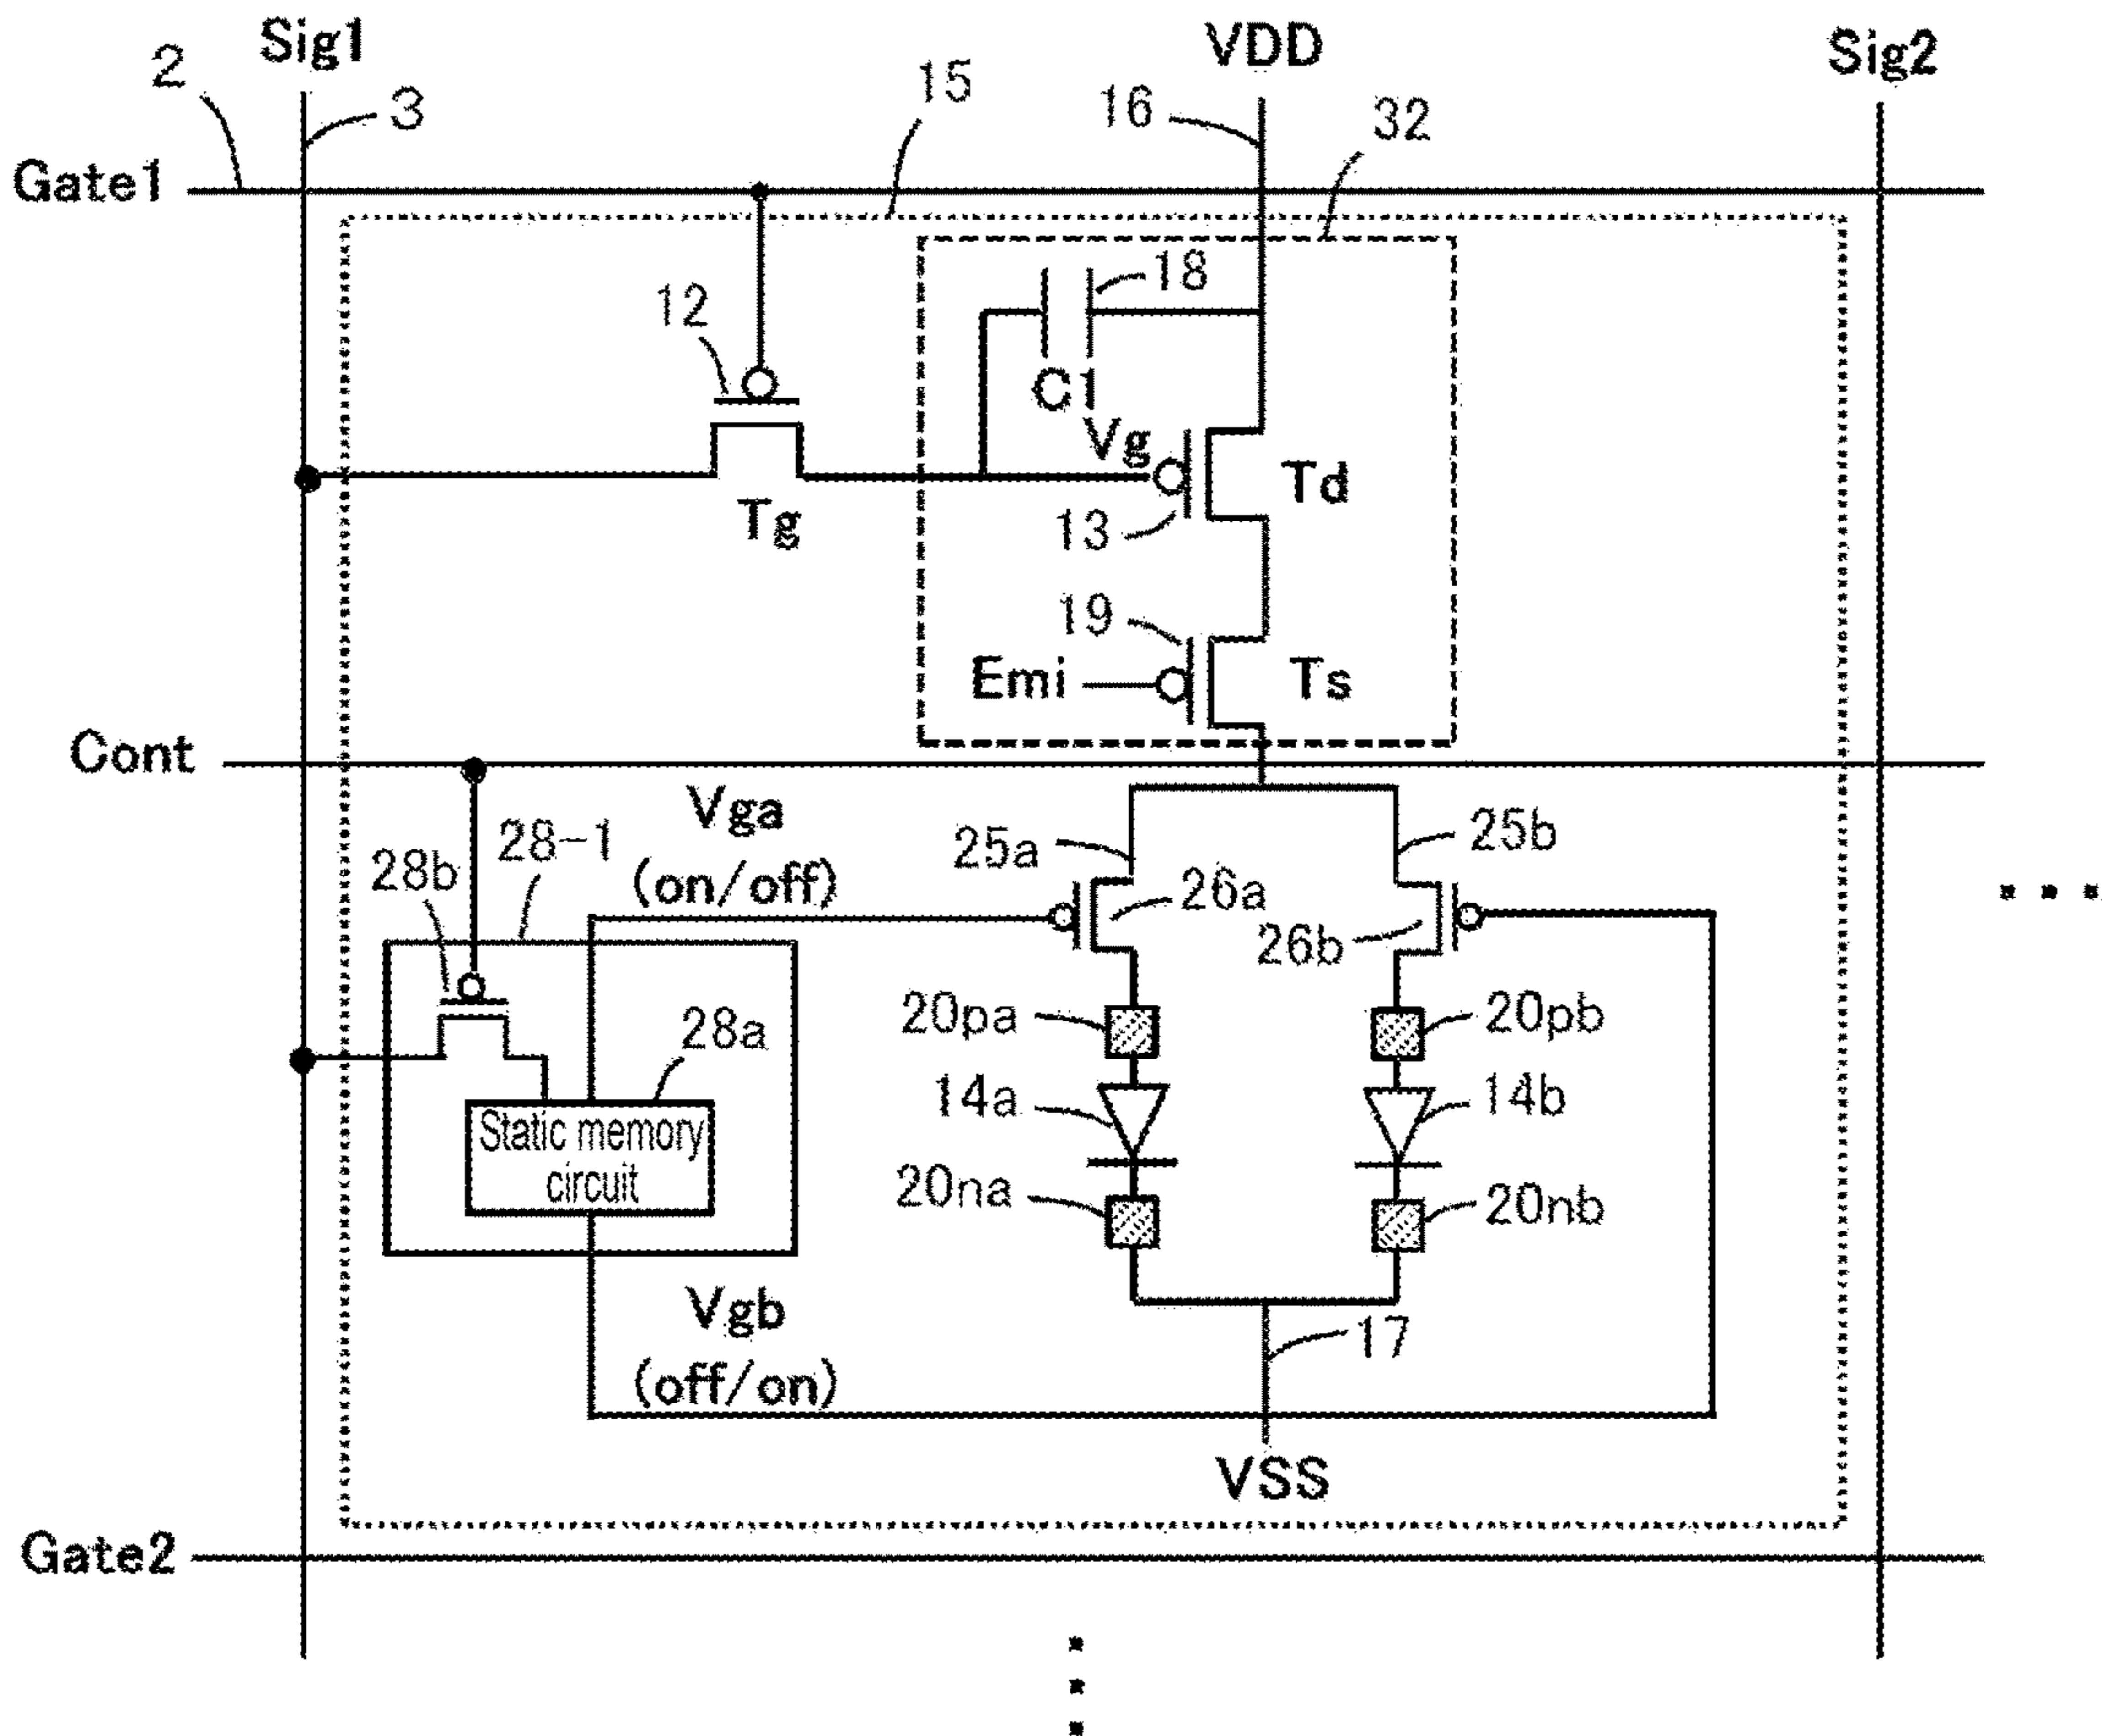 Sig1
VDD
Sig2
2
3
15
16
32
Gate1
18
12
C1
Vg
Td
13
Tg
19
Emi
Ts
Cont
Vga
(on/off)
28-1
28b
25a
25b
26a
26b
28a
20pa
20pb
Static memory
circuit
14a
14b
20na
20nb
Vgb
(off/on)
17
VSS
Gate2